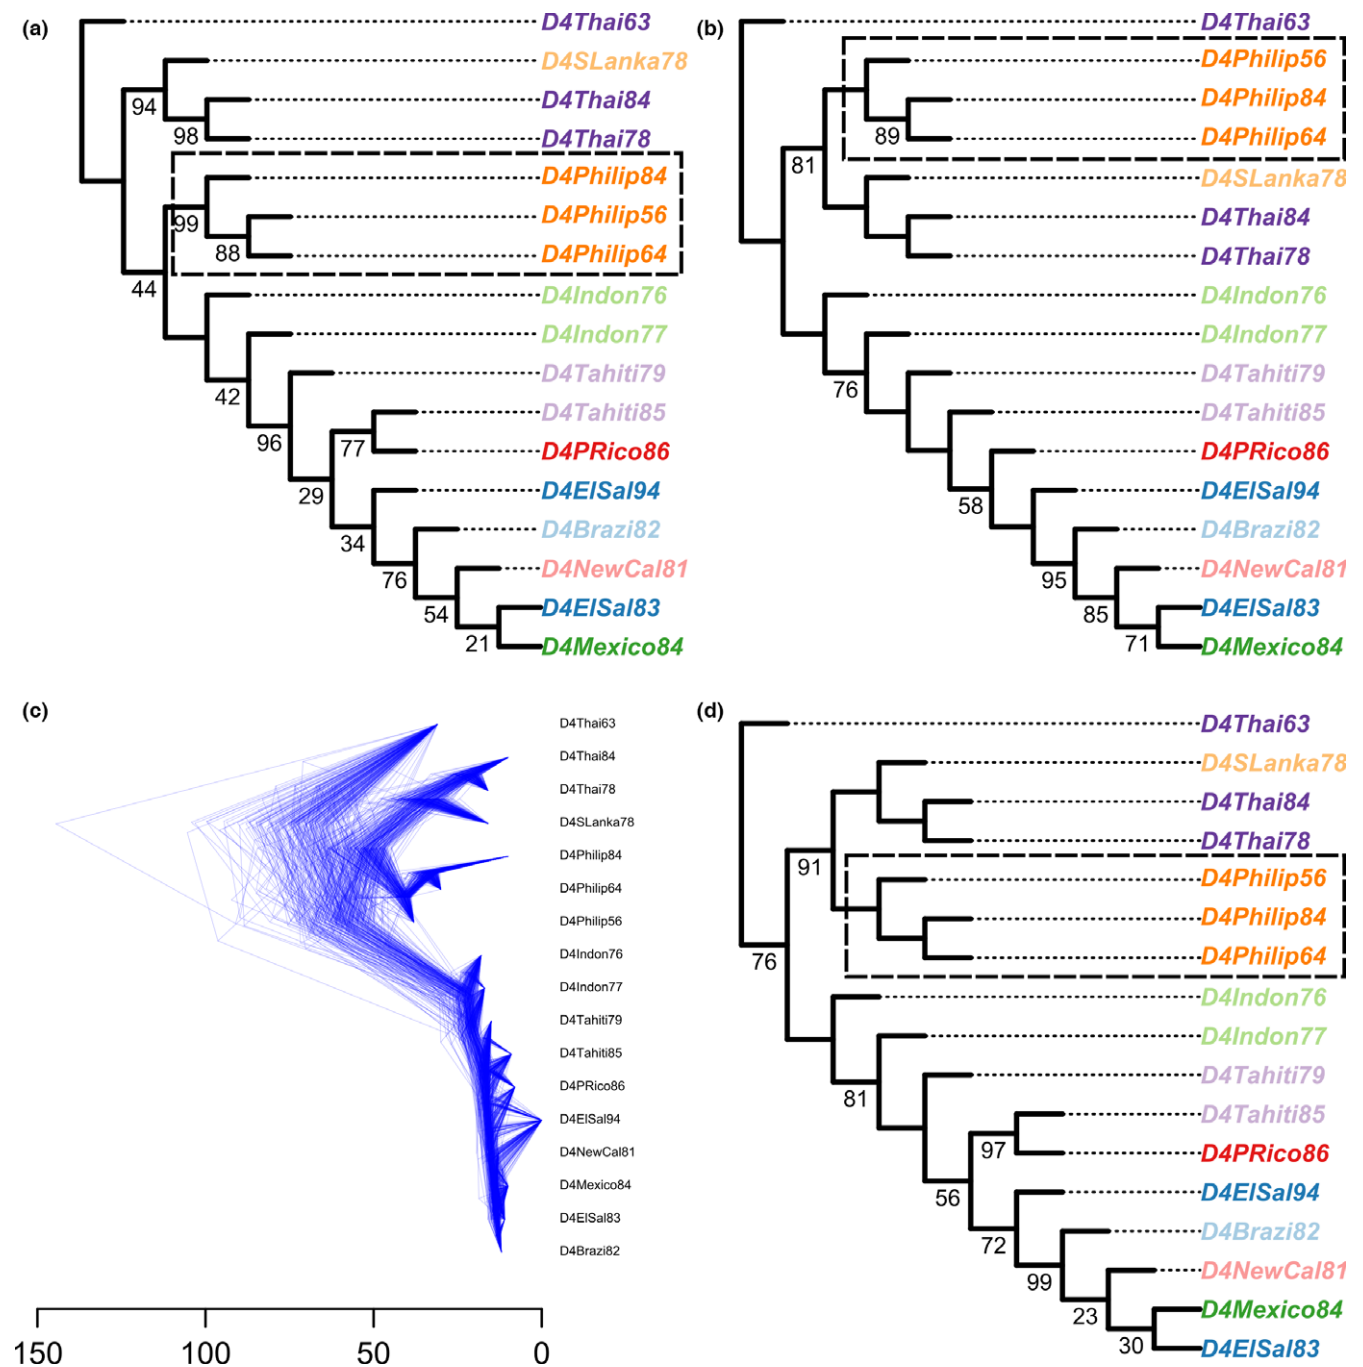 (a)
D4Thai63
D4SLanka78
94
D4Thai84
98
D4Thai78
D4Philip84
99
D4Philip56
88
D4Philip64
44
D4Indon76
D4Indon77
42
D4Tahiti79
96
D4Tahiti85
77
D4PRico86
29
D4ElSal94
34
D4Brazi82
76
D4NewCal81
54
D4ElSal83
21
D4Mexico84
(b)
D4Thai63
D4Philip56
D4Philip84
89
D4Philip64
81
D4SLanka78
D4Thai84
D4Thai78
D4Indon76
D4Indon77
76
D4Tahiti79
D4Tahiti85
D4PRico86
58
D4ElSal94
D4Brazi82
95
D4NewCal81
85
D4ElSal83
71
D4Mexico84
(c)
D4Thai63
D4Thai84
D4Thai78
D4SLanka78
D4Philip84
D4Philip64
D4Philip56
D4Indon76
D4Indon77
D4Tahiti79
D4Tahiti85
D4PRico86
D4ElSal94
D4NewCal81
D4Mexico84
D4ElSal83
D4Brazi82
150 100 50 0
(d)
D4Thai63
D4SLanka78
D4Thai84
D4Thai78
91
D4Philip56
D4Philip84
D4Philip64
76
D4Indon76
D4Indon77
81
D4Tahiti79
D4Tahiti85
97
D4PRico86
56
D4ElSal94
72
D4Brazi82
99
D4NewCal81
23
D4Mexico84
30
D4ElSal83